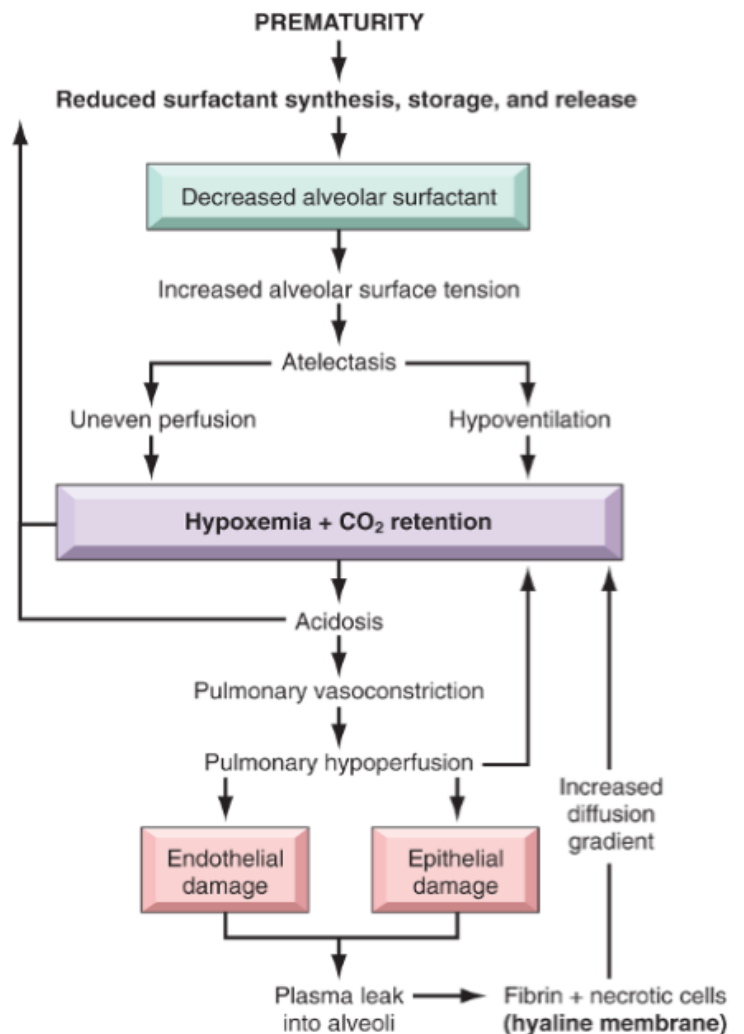 PREMATURITY
Reduced surfactant synthesis, storage, and release
Decreased alveolar surfactant
Increased alveolar surface tension
Atelectasis
Uneven perfusion
Hypoventilation
Hypoxemia + CO₂ retention
Acidosis
Pulmonary vasoconstriction
Pulmonary hypoperfusion
Increased
diffusion
gradient
Endothelial
damage
Epithelial
damage
Plasma leak
into alveoli
Fibrin + necrotic cells
(hyaline membrane)